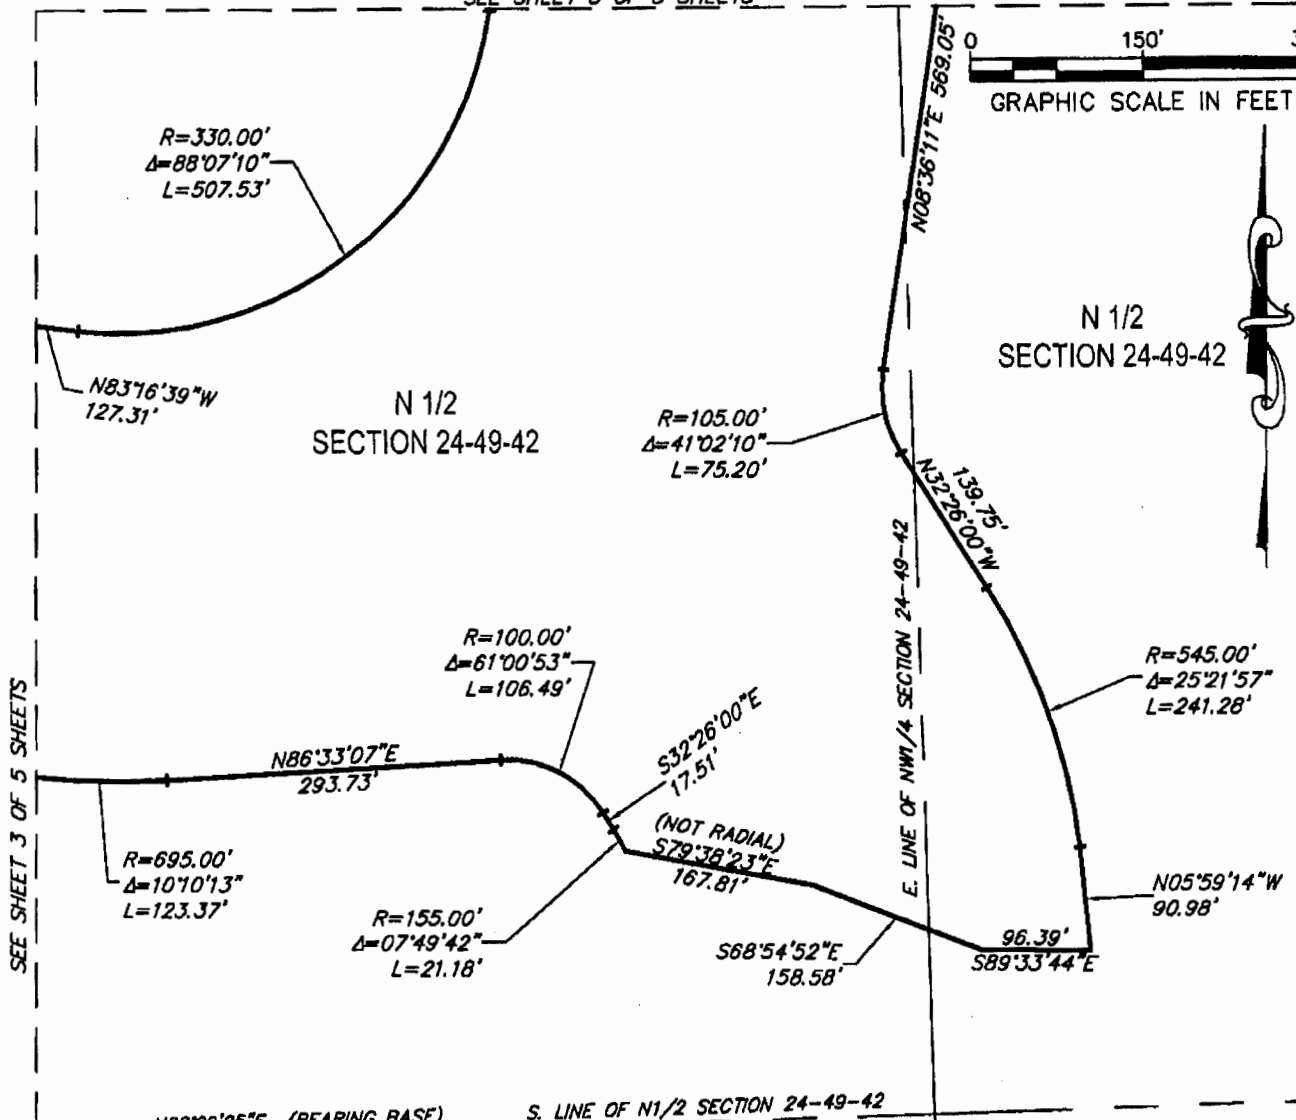 0 150'
GRAPHIC SCALE IN FEET
N08°36'11"E 569.05'
R=330.00'
Δ=88°07'10"
L=507.53'
N83°16'39"W
127.31'
N 1/2
SECTION 24-49-42
N 1/2
SECTION 24-49-42
R=105.00'
Δ=41°02'10"
L=75.20'
139.75'
N32°26'00"W
E. LINE OF NW1/4 SECTION 24-49-42
R=100.00'
Δ=61°00'53"
L=106.49'
S32°26'00"E
17.51'
R=545.00'
Δ=25°21'57"
L=241.28'
SEE SHEET 3 OF 5 SHEETS
N86°33'07"E
293.73'
(NOT RADIAL)
S79°38'23"E
167.81'
R=695.00'
Δ=10°10'13"
L=123.37'
R=155.00'
Δ=07°49'42"
L=21.18'
S68°54'52"E
158.58'
96.39'
S89°33'44"E
N05°59'14"W
90.98'
(BEARING BASE)
S. LINE OF N1/2 SECTION 24-49-42